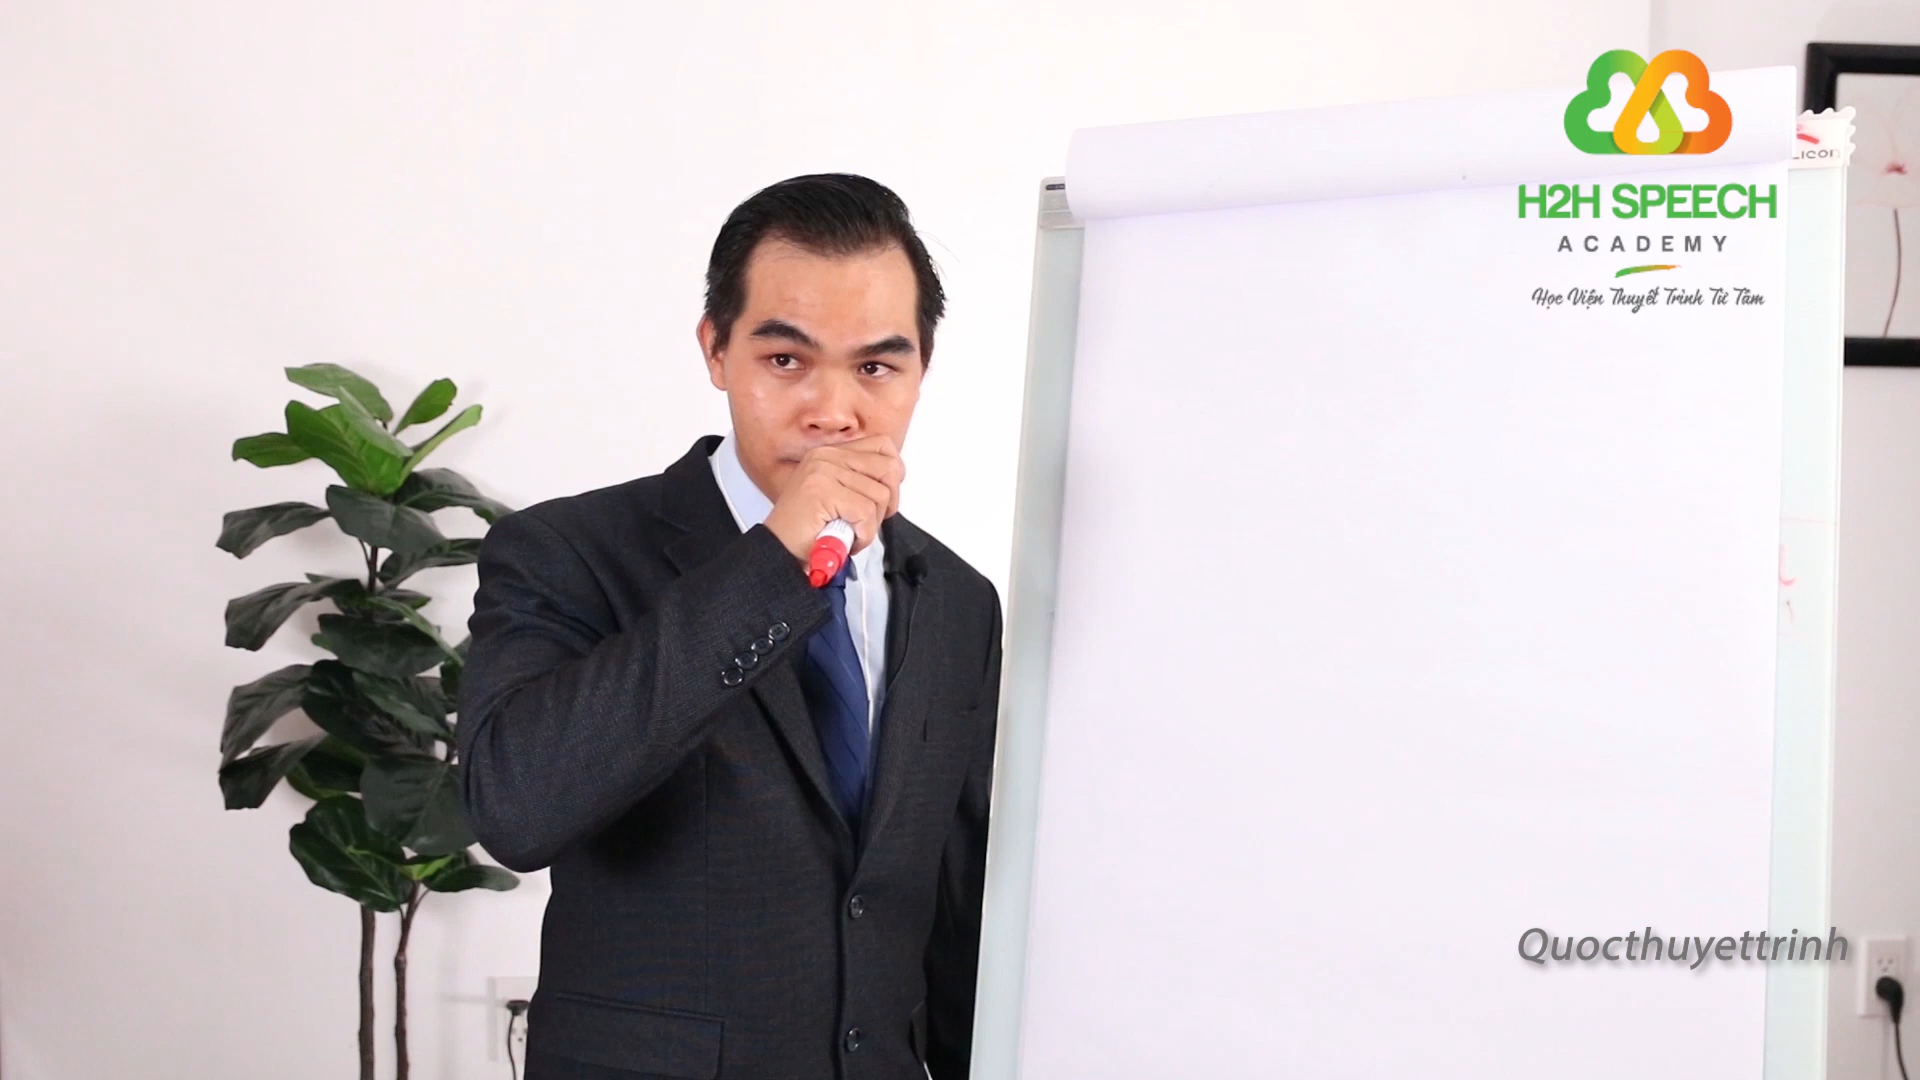 H2H SPEECH
ACADEMY
Học Viện Thuyết Trình Từ Tâm
Quocthuyettrinh